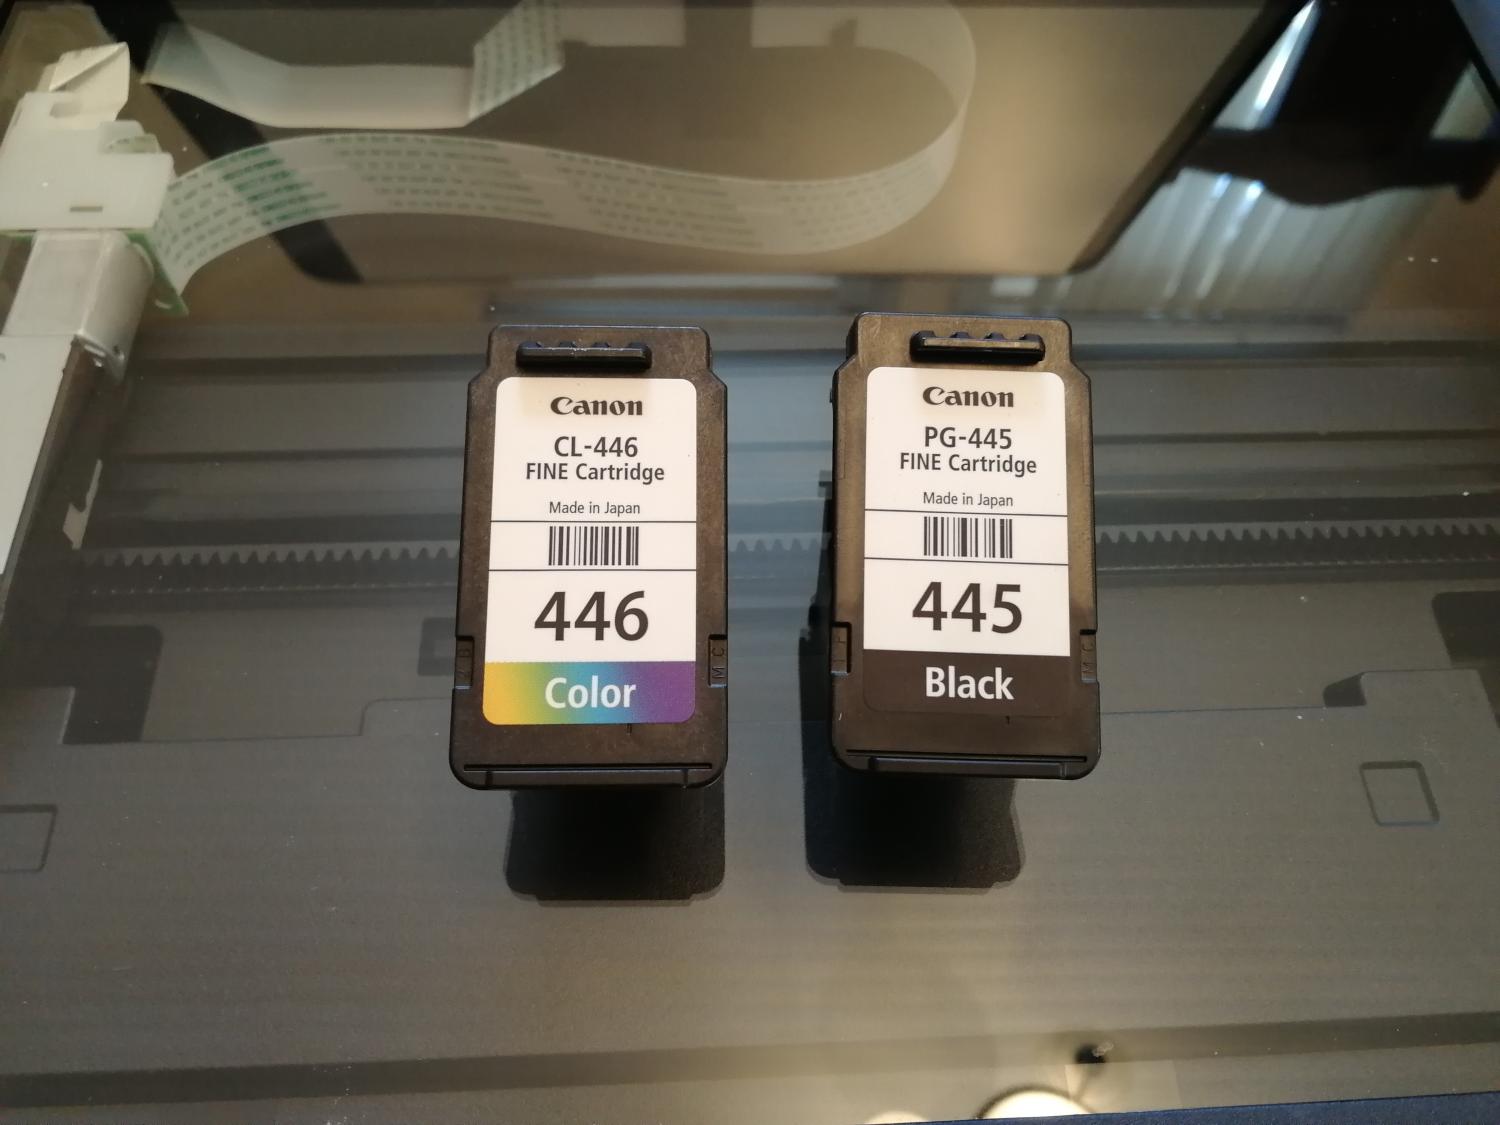 Canon
CL-446
FINE Cartridge
Made in Japan
446
Color
Canon
PG-445
FINE Cartridge
Made in Japan
445
Black